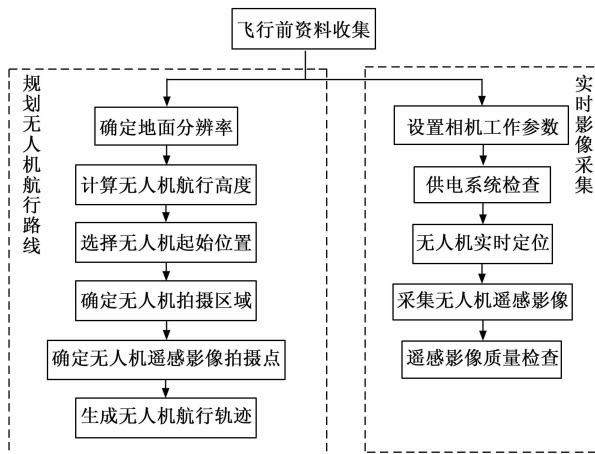 飞行前资料收集
规划无人机航行路线
确定地面分辨率
计算无人机航行高度
选择无人机起始位置
确定无人机拍摄区域
确定无人机遥感影像拍摄点
生成无人机航行轨迹
实时影像采集
设置相机工作参数
供电系统检查
无人机实时定位
采集无人机遥感影像
遥感影像质量检查